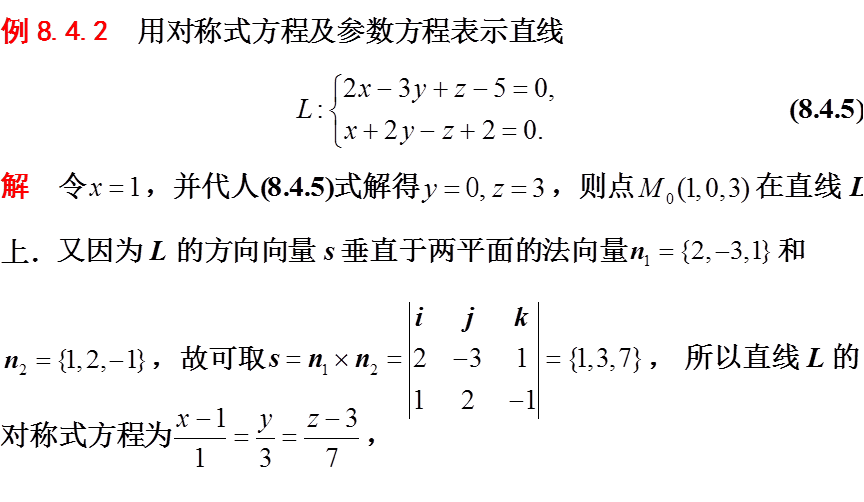 例 8.4.2 用对称式方程及参数方程表示直线
L:{2x−3y+z−5=0,
x+2y−z+2=0. (8.4.5)
解 令x=1，并代人(8.4.5)式解得y=0, z=3，则点M₀(1,0,3)在直线 L
上．又因为 L 的方向向量 s 垂直于两平面的法向量n₁={2,−3,1}和
n₂={1,2,−1}，故可取s=n₁×n₂=|i j k
2 −3 1
1 2 −1|={1,3,7}， 所以直线 L 的
对称式方程为(x−1)/1=y/3=(z−3)/7，